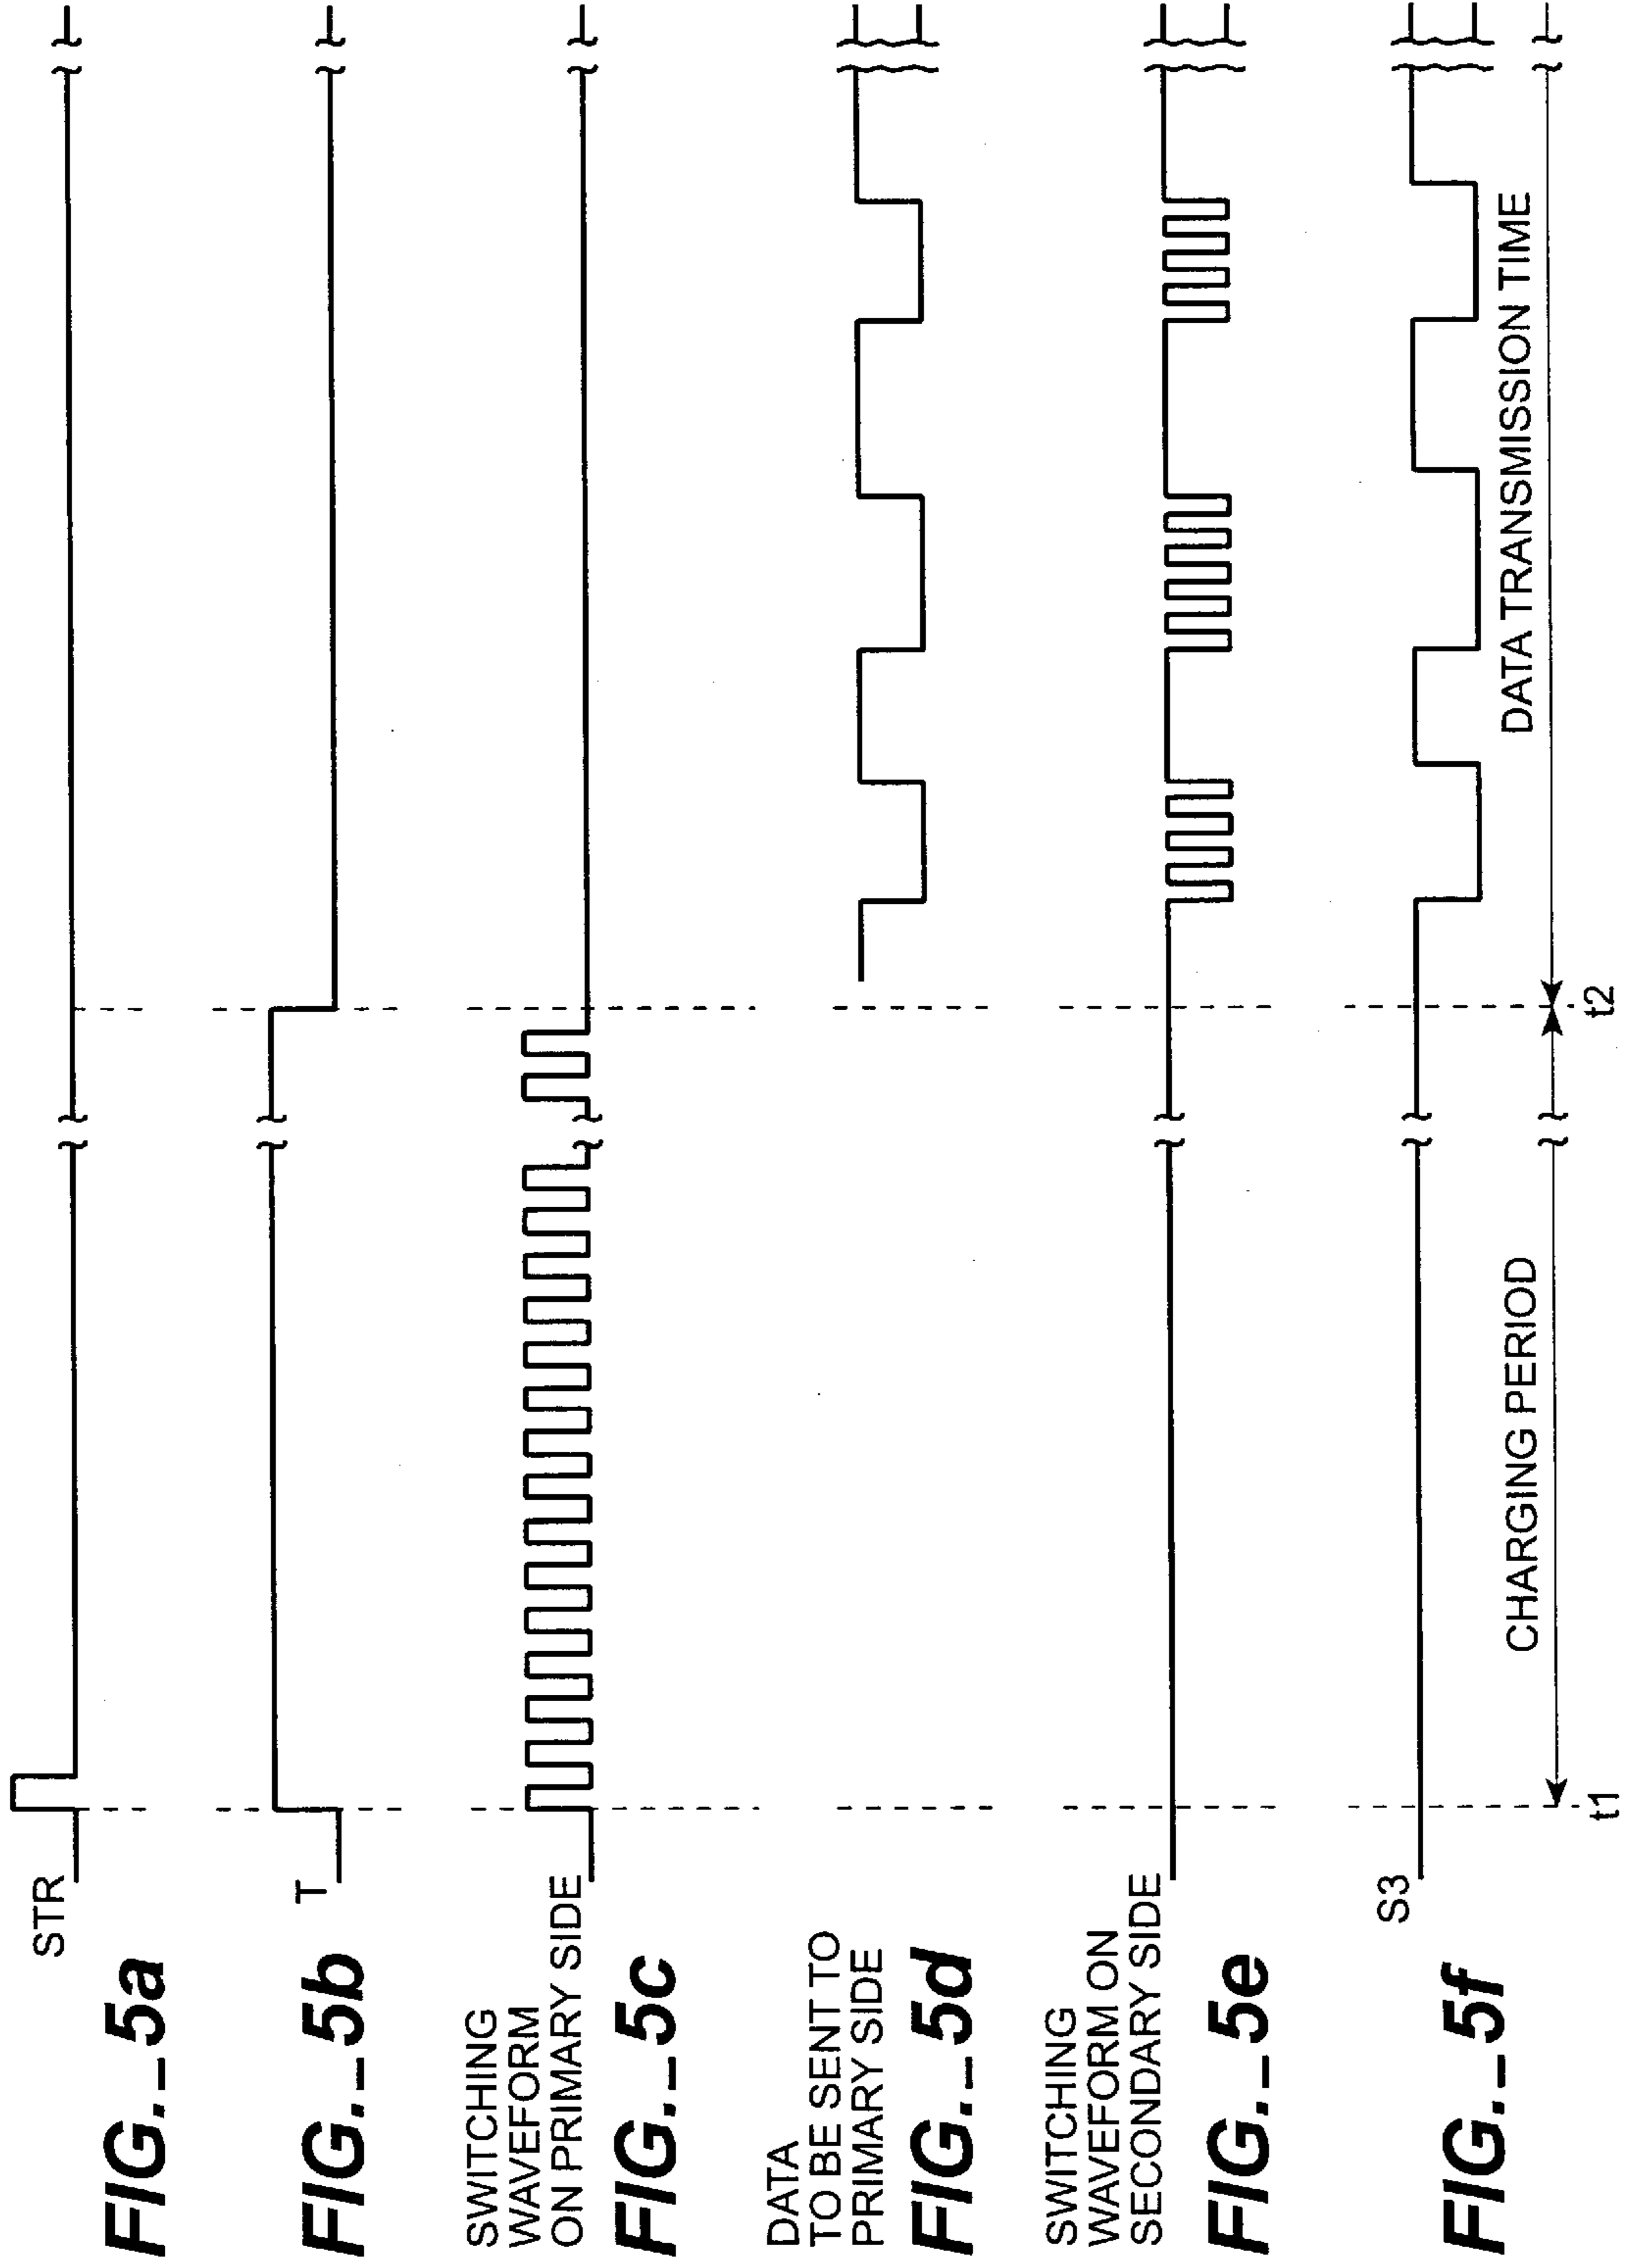 STR
FIG._5a
T
FIG._5b
SWITCHING
WAVEFORM
ON PRIMARY SIDE
FIG._5c
DATA
TO BE SENT TO
PRIMARY SIDE
FIG._5d
SWITCHING
WAVEFORM ON
SECONDARY SIDE
FIG._5e
S3
FIG._5f
CHARGING PERIOD
DATA TRANSMISSION TIME
t1
t2